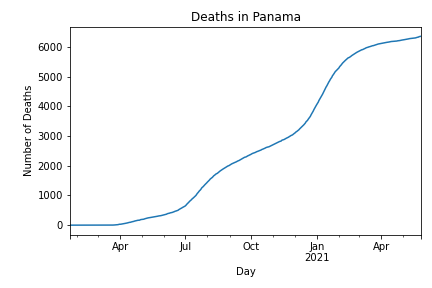 Deaths in Panama
Number of Deaths
6000
5000
4000
3000
2000
1000
0
Apr
Jul
Oct
Jan
2021
Apr
Day